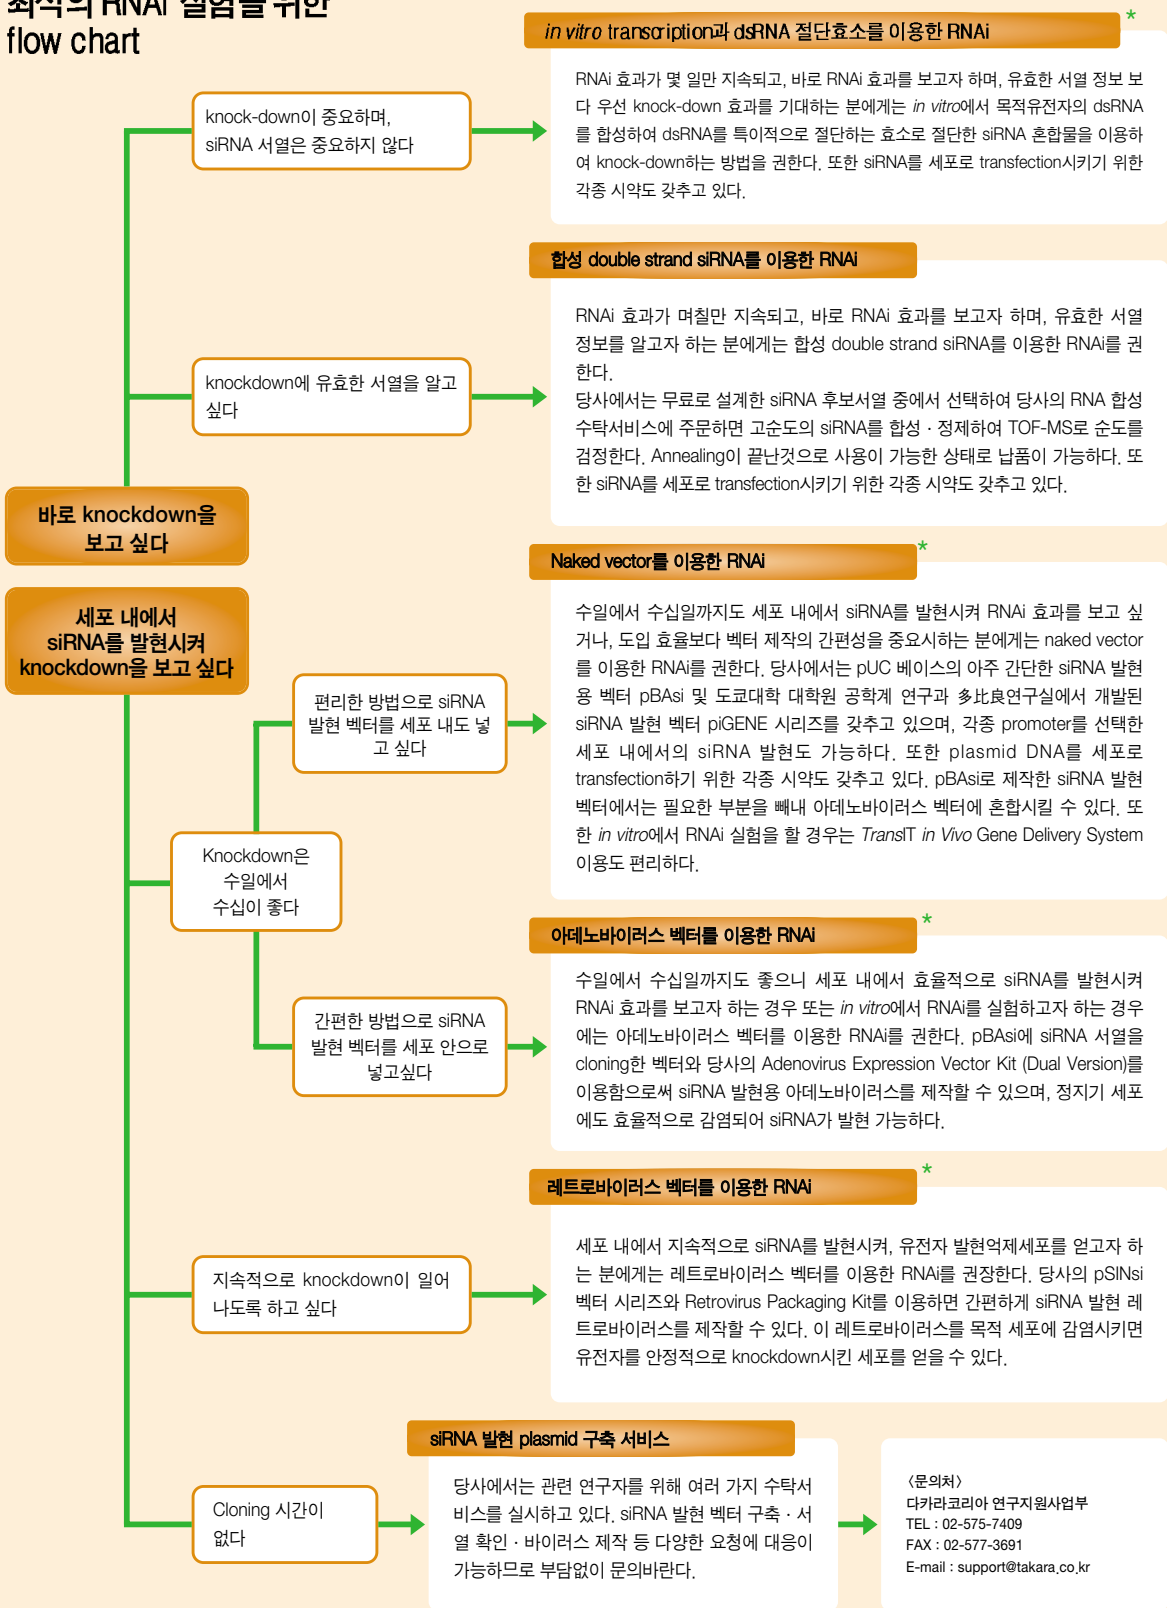 최적의 RNAi 실험을 위한
flow chart
in vitro transcription과 dsRNA 절단효소를 이용한 RNAi
*
knock-down이 중요하며,
siRNA 서열은 중요하지 않다
RNAi 효과가 몇 일만 지속되고, 바로 RNAi 효과를 보고자 하며, 유효한 서열 정보 보
다 우선 knock-down 효과를 기대하는 분에게는 in vitro에서 목적유전자의 dsRNA
를 합성하여 dsRNA를 특이적으로 절단하는 효소로 절단한 siRNA 혼합물을 이용하
여 knock-down하는 방법을 권한다. 또한 siRNA를 세포로 transfection시키기 위한
각종 시약도 갖추고 있다.
합성 double strand siRNA를 이용한 RNAi
knockdown에 유효한 서열을 알고
싶다
RNAi 효과가 며칠만 지속되고, 바로 RNAi 효과를 보고자 하며, 유효한 서열
정보를 알고자 하는 분에게는 합성 double strand siRNA를 이용한 RNAi를 권
한다.
당사에서는 무료로 설계한 siRNA 후보서열 중에서 선택하여 당사의 RNA 합성
수탁서비스에 주문하면 고순도의 siRNA를 합성 · 정제하여 TOF-MS로 순도를
검정한다. Annealing이 끝난것으로 사용이 가능한 상태로 납품이 가능하다. 또
한 siRNA를 세포로 transfection시키기 위한 각종 시약도 갖추고 있다.
바로 knockdown을
보고 싶다
세포 내에서
siRNA를 발현시켜
knockdown을 보고 싶다
Naked vector를 이용한 RNAi
*
편리한 방법으로 siRNA
발현 벡터를 세포 내도 넣
고 싶다
수일에서 수십일까지도 세포 내에서 siRNA를 발현시켜 RNAi 효과를 보고 싶
거나, 도입 효율보다 벡터 제작의 간편성을 중요시하는 분에게는 naked vector
를 이용한 RNAi를 권한다. 당사에서는 pUC 베이스의 아주 간단한 siRNA 발현
용 벡터 pBAsi 및 도쿄대학 대학원 공학계 연구과 多比良연구실에서 개발된
siRNA 발현 벡터 piGENE 시리즈를 갖추고 있으며, 각종 promoter를 선택한
세포 내에서의 siRNA 발현도 가능하다. 또한 plasmid DNA를 세포로
transfection하기 위한 각종 시약도 갖추고 있다. pBAsi로 제작한 siRNA 발현
벡터에서는 필요한 부분을 빼내 아데노바이러스 벡터에 혼합시킬 수 있다. 또
한 in vitro에서 RNAi 실험을 할 경우는 TransIT in Vivo Gene Delivery System
이용도 편리하다.
Knockdown은
수일에서
수십이 좋다
아데노바이러스 벡터를 이용한 RNAi
*
간편한 방법으로 siRNA
발현 벡터를 세포 안으로
넣고싶다
수일에서 수십일까지도 좋으니 세포 내에서 효율적으로 siRNA를 발현시켜
RNAi 효과를 보고자 하는 경우 또는 in vitro에서 RNAi를 실험하고자 하는 경우
에는 아데노바이러스 벡터를 이용한 RNAi를 권한다. pBAsi에 siRNA 서열을
cloning한 벡터와 당사의 Adenovirus Expression Vector Kit (Dual Version)를
이용함으로써 siRNA 발현용 아데노바이러스를 제작할 수 있으며, 정지기 세포
에도 효율적으로 감염되어 siRNA가 발현 가능하다.
레트로바이러스 벡터를 이용한 RNAi
*
지속적으로 knockdown이 일어
나도록 하고 싶다
세포 내에서 지속적으로 siRNA를 발현시켜, 유전자 발현억제세포를 얻고자 하
는 분에게는 레트로바이러스 벡터를 이용한 RNAi를 권장한다. 당사의 pSINsi
벡터 시리즈와 Retrovirus Packaging Kit를 이용하면 간편하게 siRNA 발현 레
트로바이러스를 제작할 수 있다. 이 레트로바이러스를 목적 세포에 감염시키면
유전자를 안정적으로 knockdown시킨 세포를 얻을 수 있다.
siRNA 발현 plasmid 구축 서비스
Cloning 시간이
없다
당사에서는 관련 연구자를 위해 여러 가지 수탁서
비스를 실시하고 있다. siRNA 발현 벡터 구축 · 서
열 확인 · 바이러스 제작 등 다양한 요청에 대응이
가능하므로 부담없이 문의바란다.
〈문의처〉
다카라코리아 연구지원사업부
TEL : 02-575-7409
FAX : 02-577-3691
E-mail : support@takara.co.kr